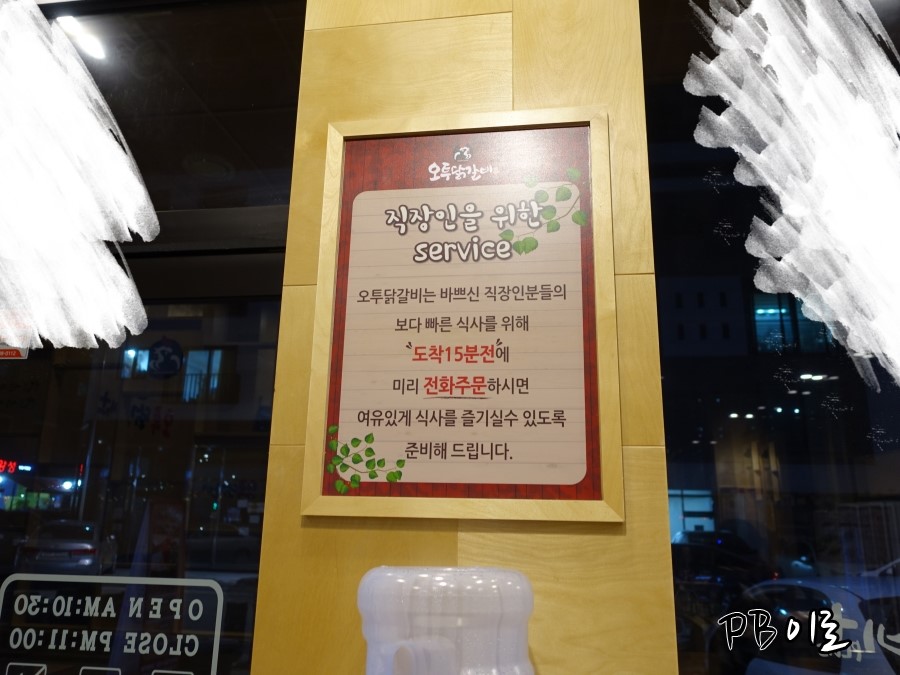 오투닭갈비
직장인을 위한
service
오투닭갈비는 바쁘신 직장인분들의
보다 빠른 식사를 위해
"도착15분전"에
미리 전화주문하시면
여유있게 식사를 즐기실수 있도록
준비해 드립니다.
OPEN AM:10:30
CLOSE PM:11:00
PB이로